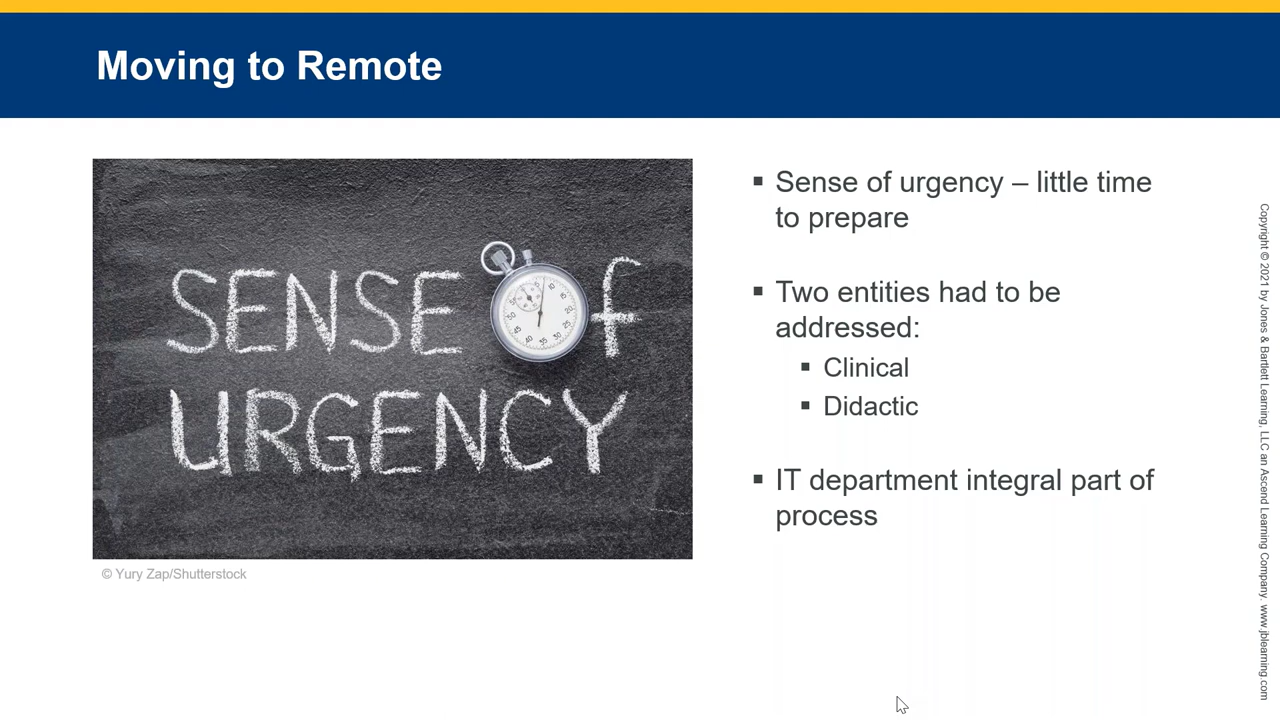 Moving to Remote
SENSE of
URGENCY
© Yury Zap/Shutterstock
▪ Sense of urgency – little time
to prepare
▪ Two entities had to be
addressed:
▪ Clinical
▪ Didactic
▪ IT department integral part of
process
Copyright © 2021 by Jones & Bartlett Learning, LLC an Ascend Learning Company. www.jblearning.com